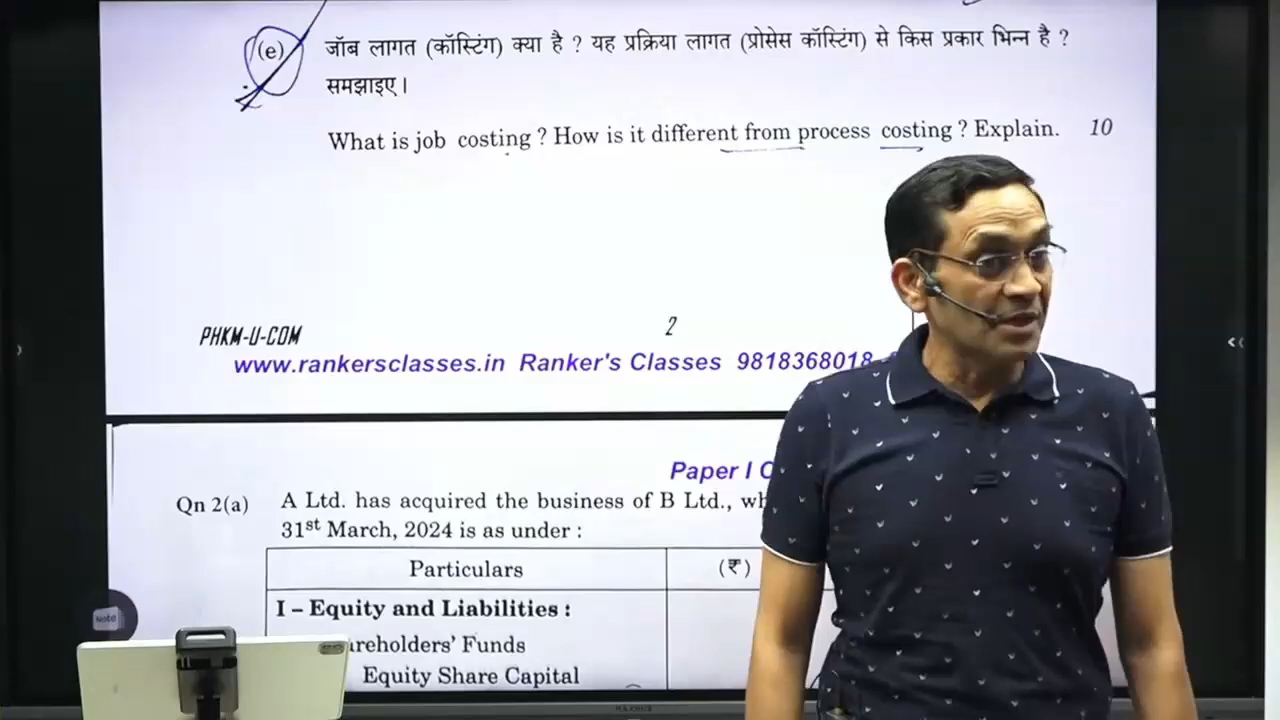 (e) जॉब लागत (कॉस्टिंग) क्या है ? यह प्रक्रिया लागत (प्रोसेस कॉस्टिंग) से किस प्रकार भिन्न है ?
समझाइए।
What is job costing ? How is it different from process costing ? Explain. 10
PHKM-U-COM 2
www.rankersclasses.in Ranker's Classes 9818368018
Paper I
Qn 2(a) A Ltd. has acquired the business of B Ltd.,
31st March, 2024 is as under :
Particulars (₹)
I – Equity and Liabilities :
Funds
Equity Share Capital
Note